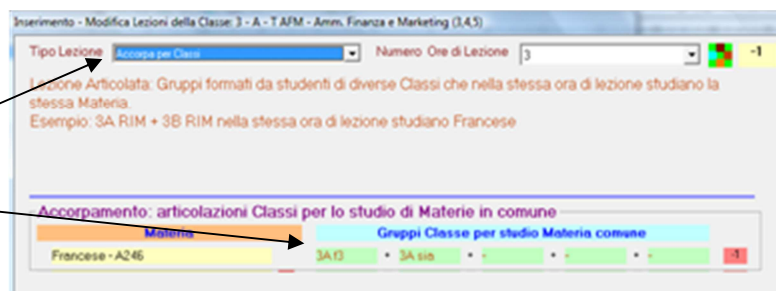 Inserimento - Modifica Lezioni della Classe: 3 - A - T AFM - Amm. Finanza e Marketing (3,4,5)
Tipo Lezione Accorpa per Classi Numero Ore di Lezione 3 -1
Lezione Articolata: Gruppi formati da studenti di diverse Classi che nella stessa ora di lezione studiano la
stessa Materia.
Esempio: 3A RIM + 3B RIM nella stessa ora di lezione studiano Francese
Accorpamento: articolazioni Classi per lo studio di Materie in comune
Materia Gruppi Classe per studio Materia comune
Francese - A246 3A f3 + 3A sia + - + - + - -1